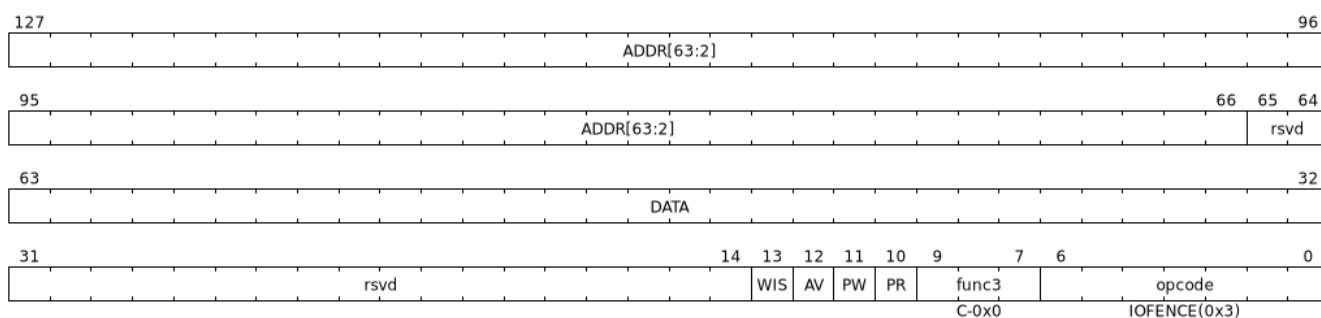 127 96
ADDR[63:2]
95 66 65 64
ADDR[63:2] rsvd
63 32
DATA
31 14 13 12 11 10 9 7 6 0
rsvd WIS AV PW PR func3 opcode
C-0x0 IOFENCE(0x3)